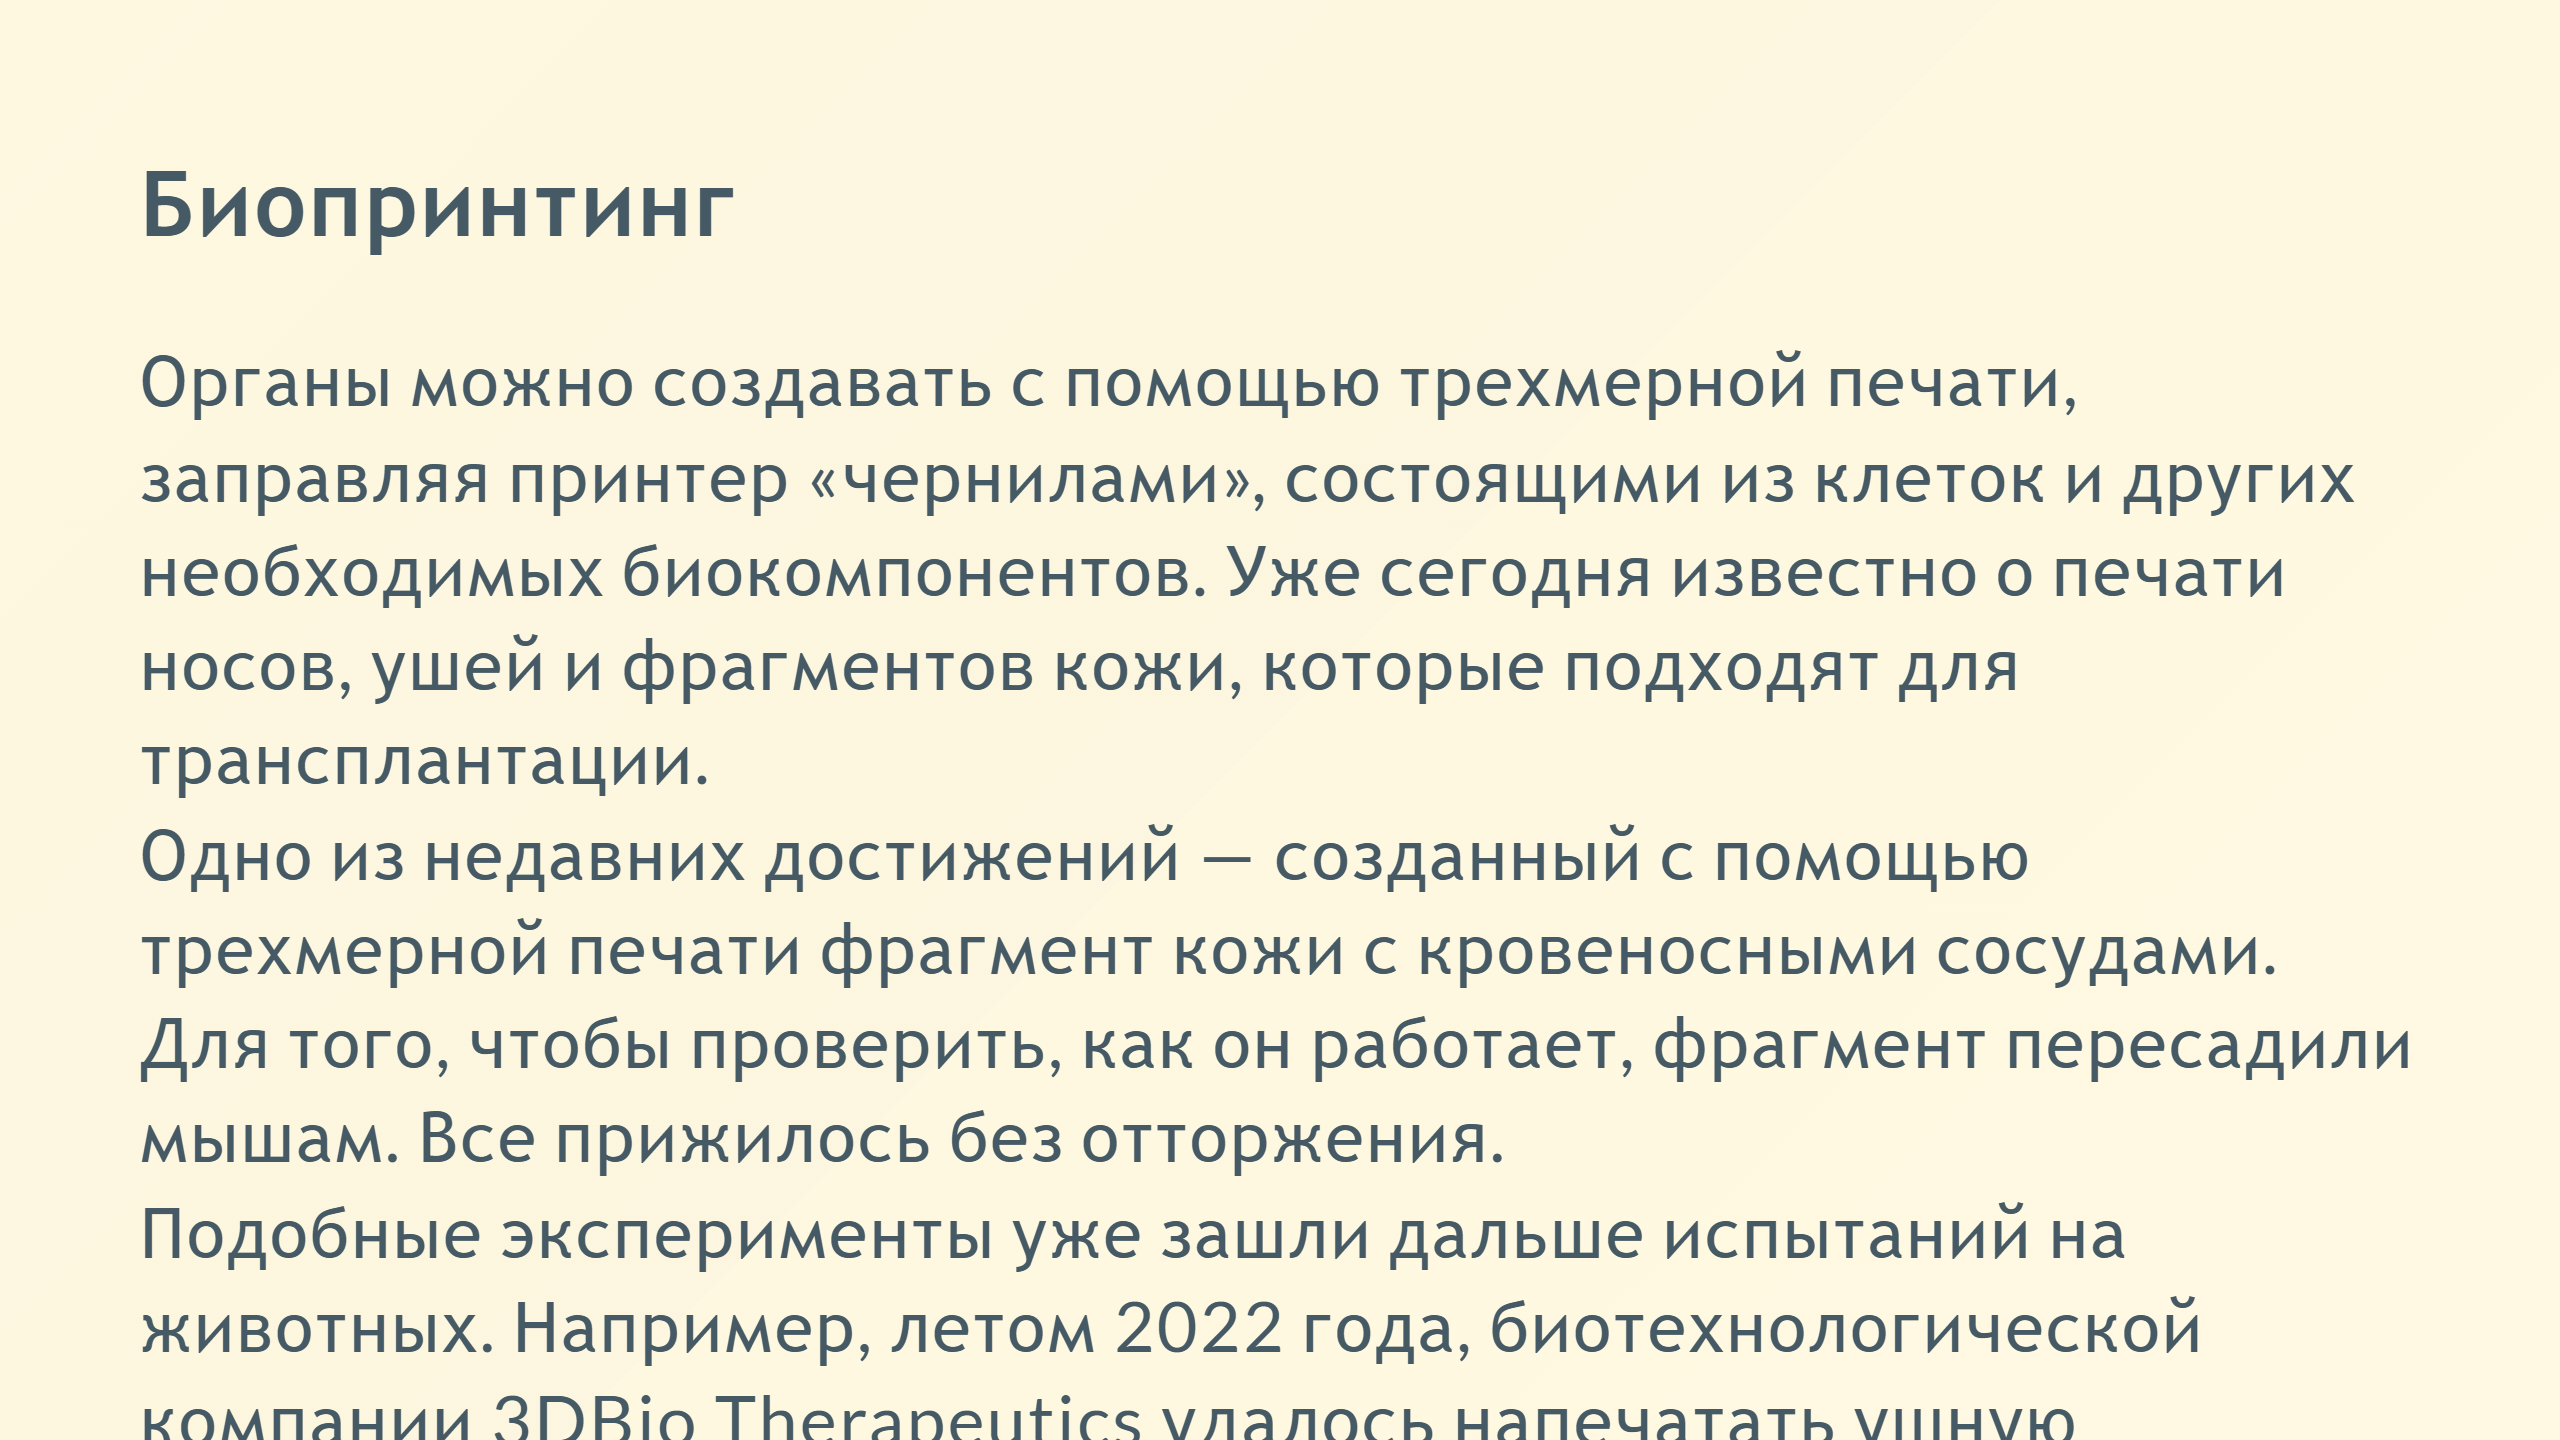 Биопринтинг
Органы можно создавать с помощью трехмерной печати,
заправляя принтер «чернилами», состоящими из клеток и других
необходимых биокомпонентов. Уже сегодня известно о печати
носов, ушей и фрагментов кожи, которые подходят для
трансплантации.
Одно из недавних достижений — созданный с помощью
трехмерной печати фрагмент кожи с кровеносными сосудами.
Для того, чтобы проверить, как он работает, фрагмент пересадили
мышам. Все прижилось без отторжения.
Подобные эксперименты уже зашли дальше испытаний на
животных. Например, летом 2022 года, биотехнологической
компании 3DBio Therapeutics удалось напечатать ушную